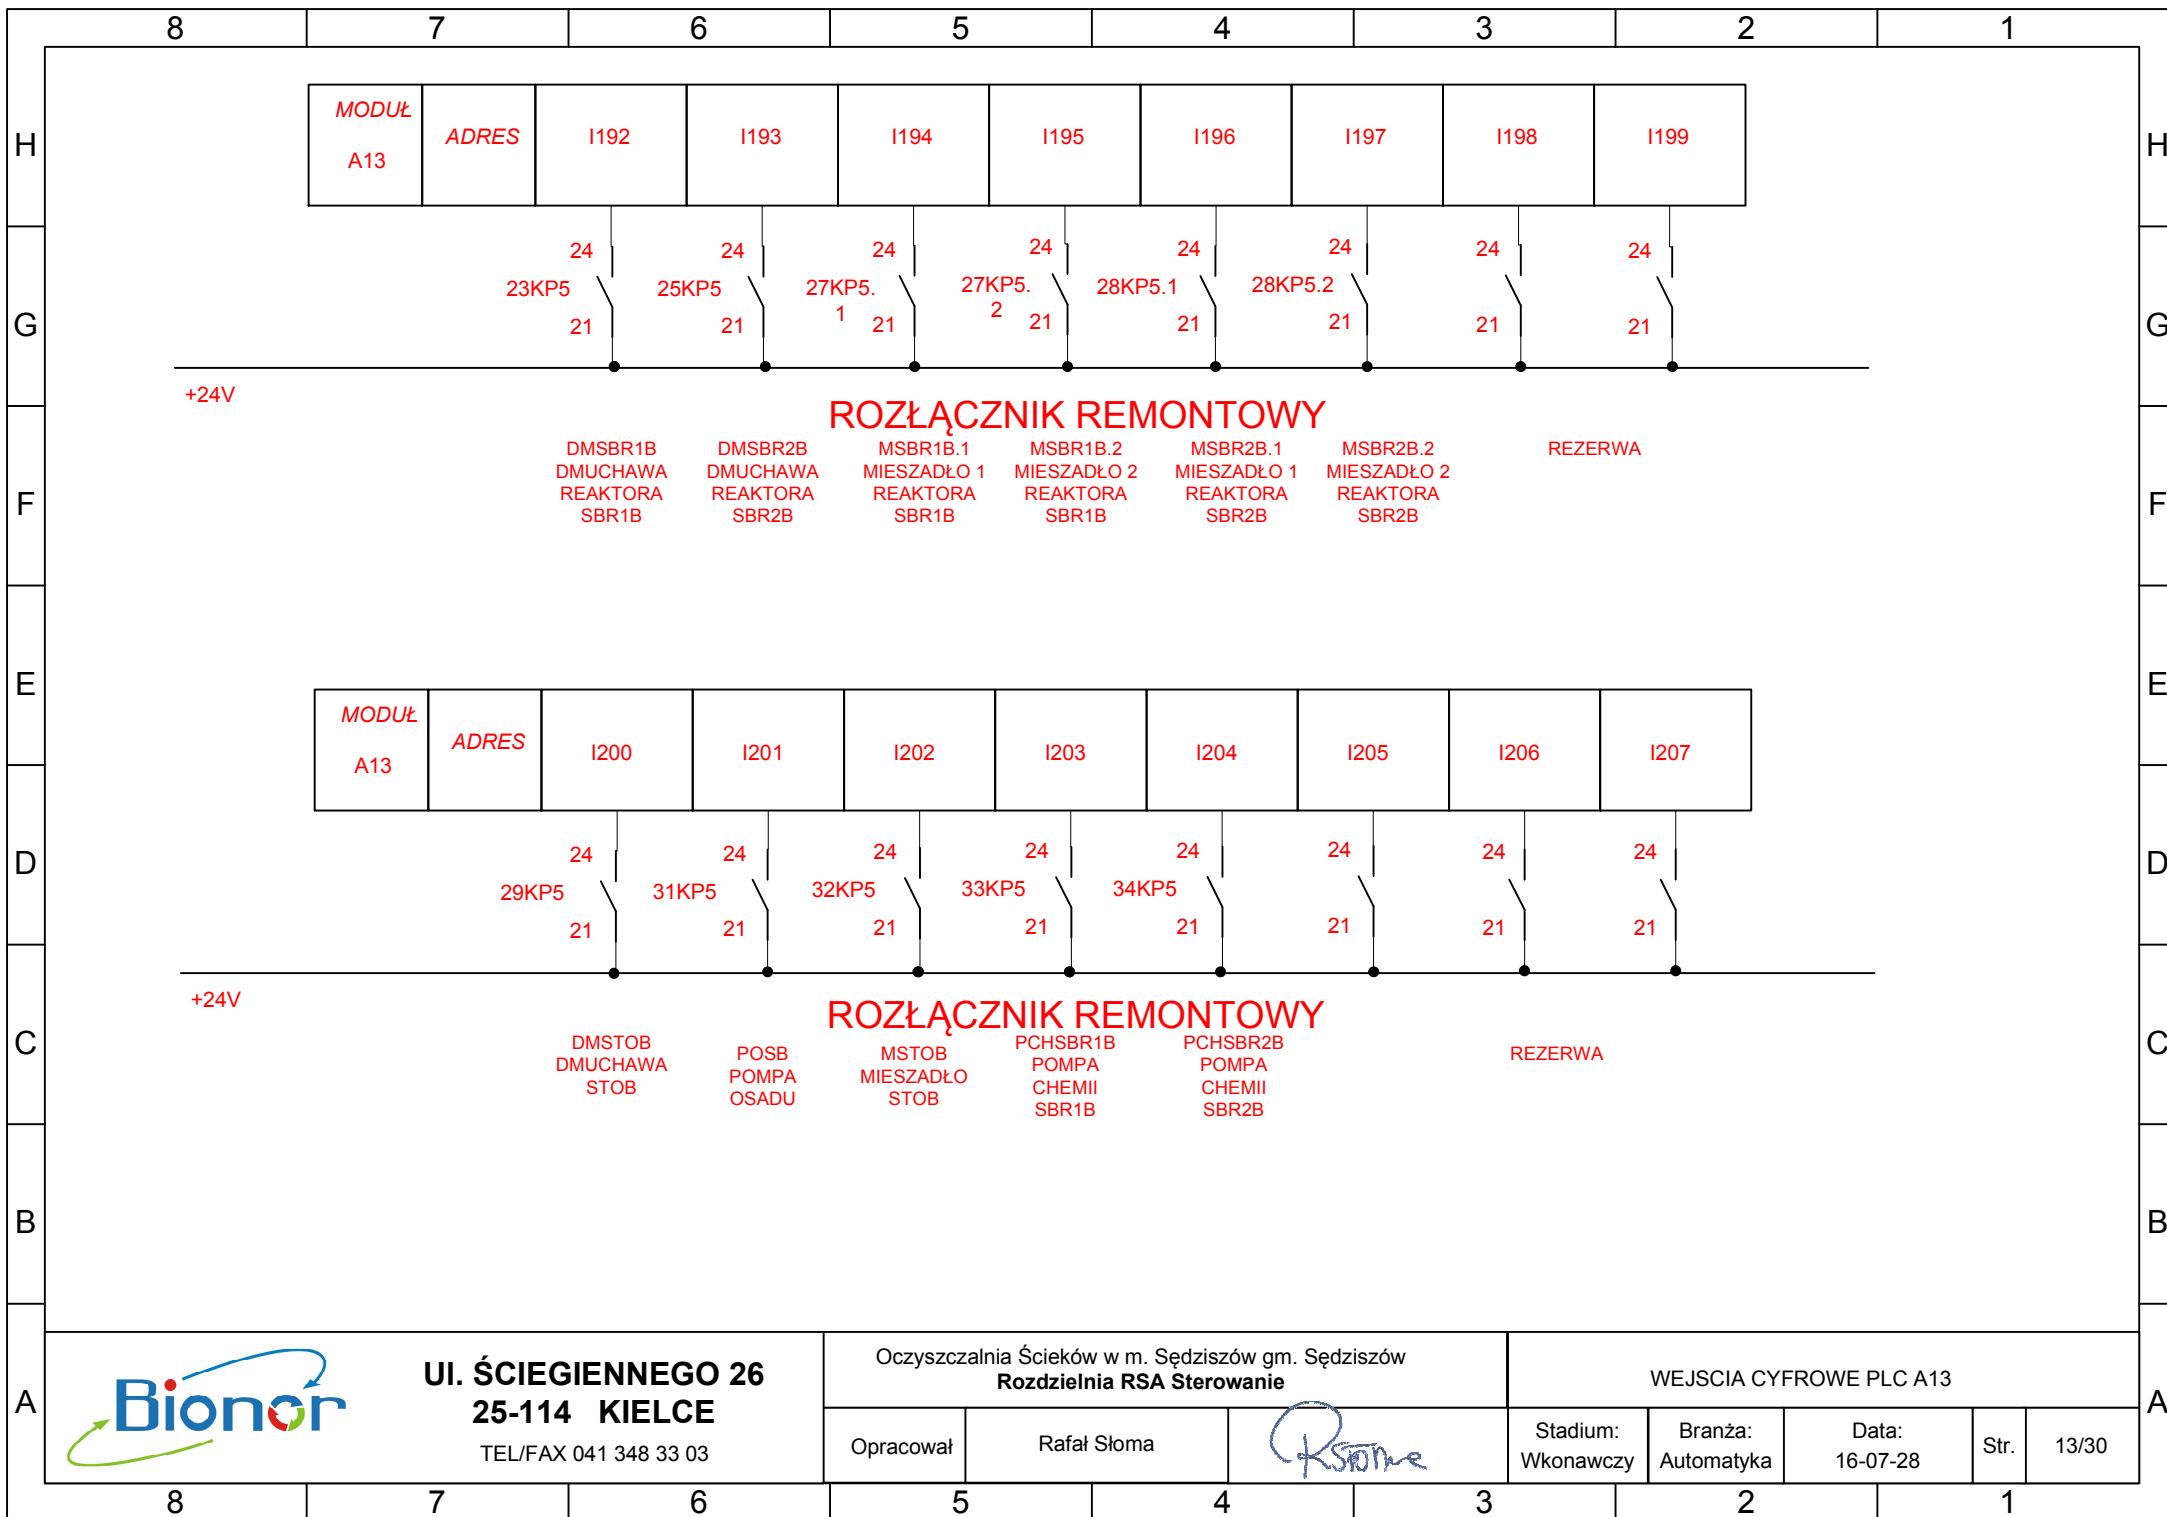 8 7 6 5 4 3 2 1
H H
MODUŁ
A13
ADRES
I192 I193 I194 I195 I196 I197 I198 I199
24 24 24 24 24 24 24 24
23KP5 25KP5 27KP5.
1 27KP5.
2 28KP5.1 28KP5.2
21 21 21 21 21 21 21 21
G G
+24V
ROZŁĄCZNIK REMONTOWY
DMSBR1B
DMUCHAWA
REAKTORA
SBR1B
DMSBR2B
DMUCHAWA
REAKTORA
SBR2B
MSBR1B.1
MIESZADŁO 1
REAKTORA
SBR1B
MSBR1B.2
MIESZADŁO 2
REAKTORA
SBR1B
MSBR2B.1
MIESZADŁO 1
REAKTORA
SBR2B
MSBR2B.2
MIESZADŁO 2
REAKTORA
SBR2B
REZERWA
F F
E E
MODUŁ
A13
ADRES
I200 I201 I202 I203 I204 I205 I206 I207
24 24 24 24 24 24 24 24
29KP5 31KP5 32KP5 33KP5 34KP5
21 21 21 21 21 21 21 21
D D
+24V
ROZŁĄCZNIK REMONTOWY
DMSTOB
DMUCHAWA
STOB
POSB
POMPA
OSADU
MSTOB
MIESZADŁO
STOB
PCHSBR1B
POMPA
CHEMII
SBR1B
PCHSBR2B
POMPA
CHEMII
SBR2B
REZERWA
C C
B B
A A
Bionor
Ul. ŚCIEGIENNEGO 26
25-114 KIELCE
TEL/FAX 041 348 33 03
Oczyszczalnia Ścieków w m. Sędziszów gm. Sędziszów
Rozdzielnia RSA Sterowanie
Opracował
Rafał Słoma
RSłoma
WEJSCIA CYFROWE PLC A13
Stadium:
Wkonawczy
Branża:
Automatyka
Data:
16-07-28
Str.
13/30
8 7 6 5 4 3 2 1